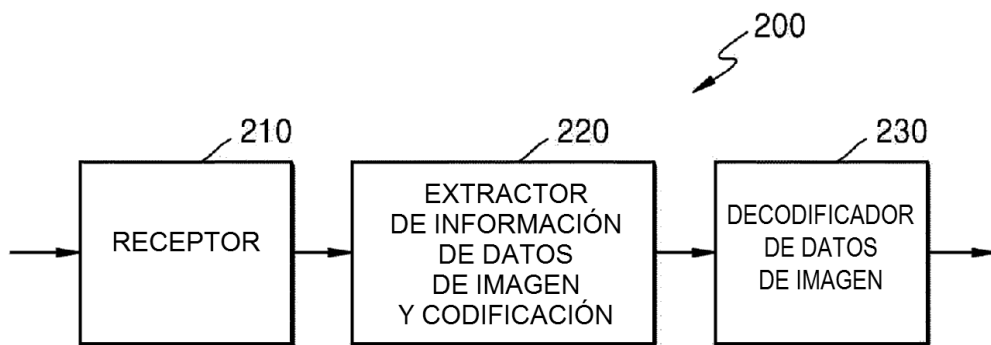 200
210
220
230
RECEPTOR
EXTRACTOR
DE INFORMACIÓN
DE DATOS
DE IMAGEN
Y CODIFICACIÓN
DECODIFICADOR
DE DATOS
DE IMAGEN